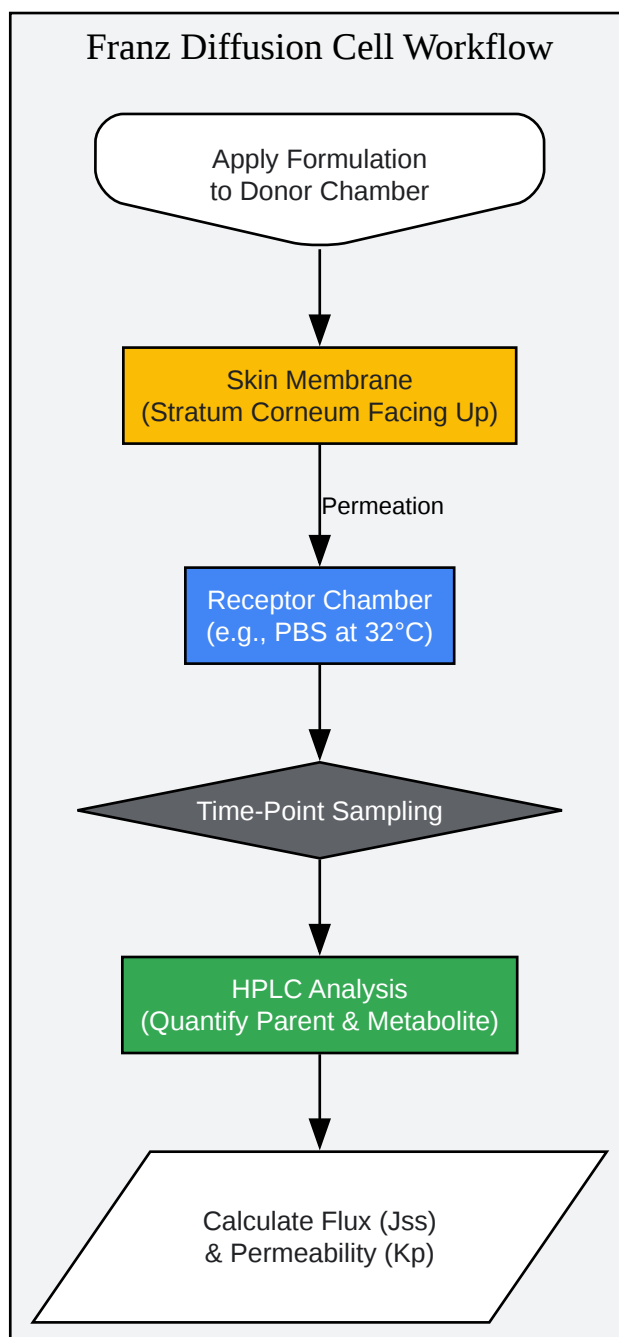 Franz Diffusion Cell Workflow
Apply Formulation
to Donor Chamber
Skin Membrane
(Stratum Corneum Facing Up)
Permeation
Receptor Chamber
(e.g., PBS at 32°C)
Time-Point Sampling
HPLC Analysis
(Quantify Parent & Metabolite)
Calculate Flux (Jss)
& Permeability (Kp)